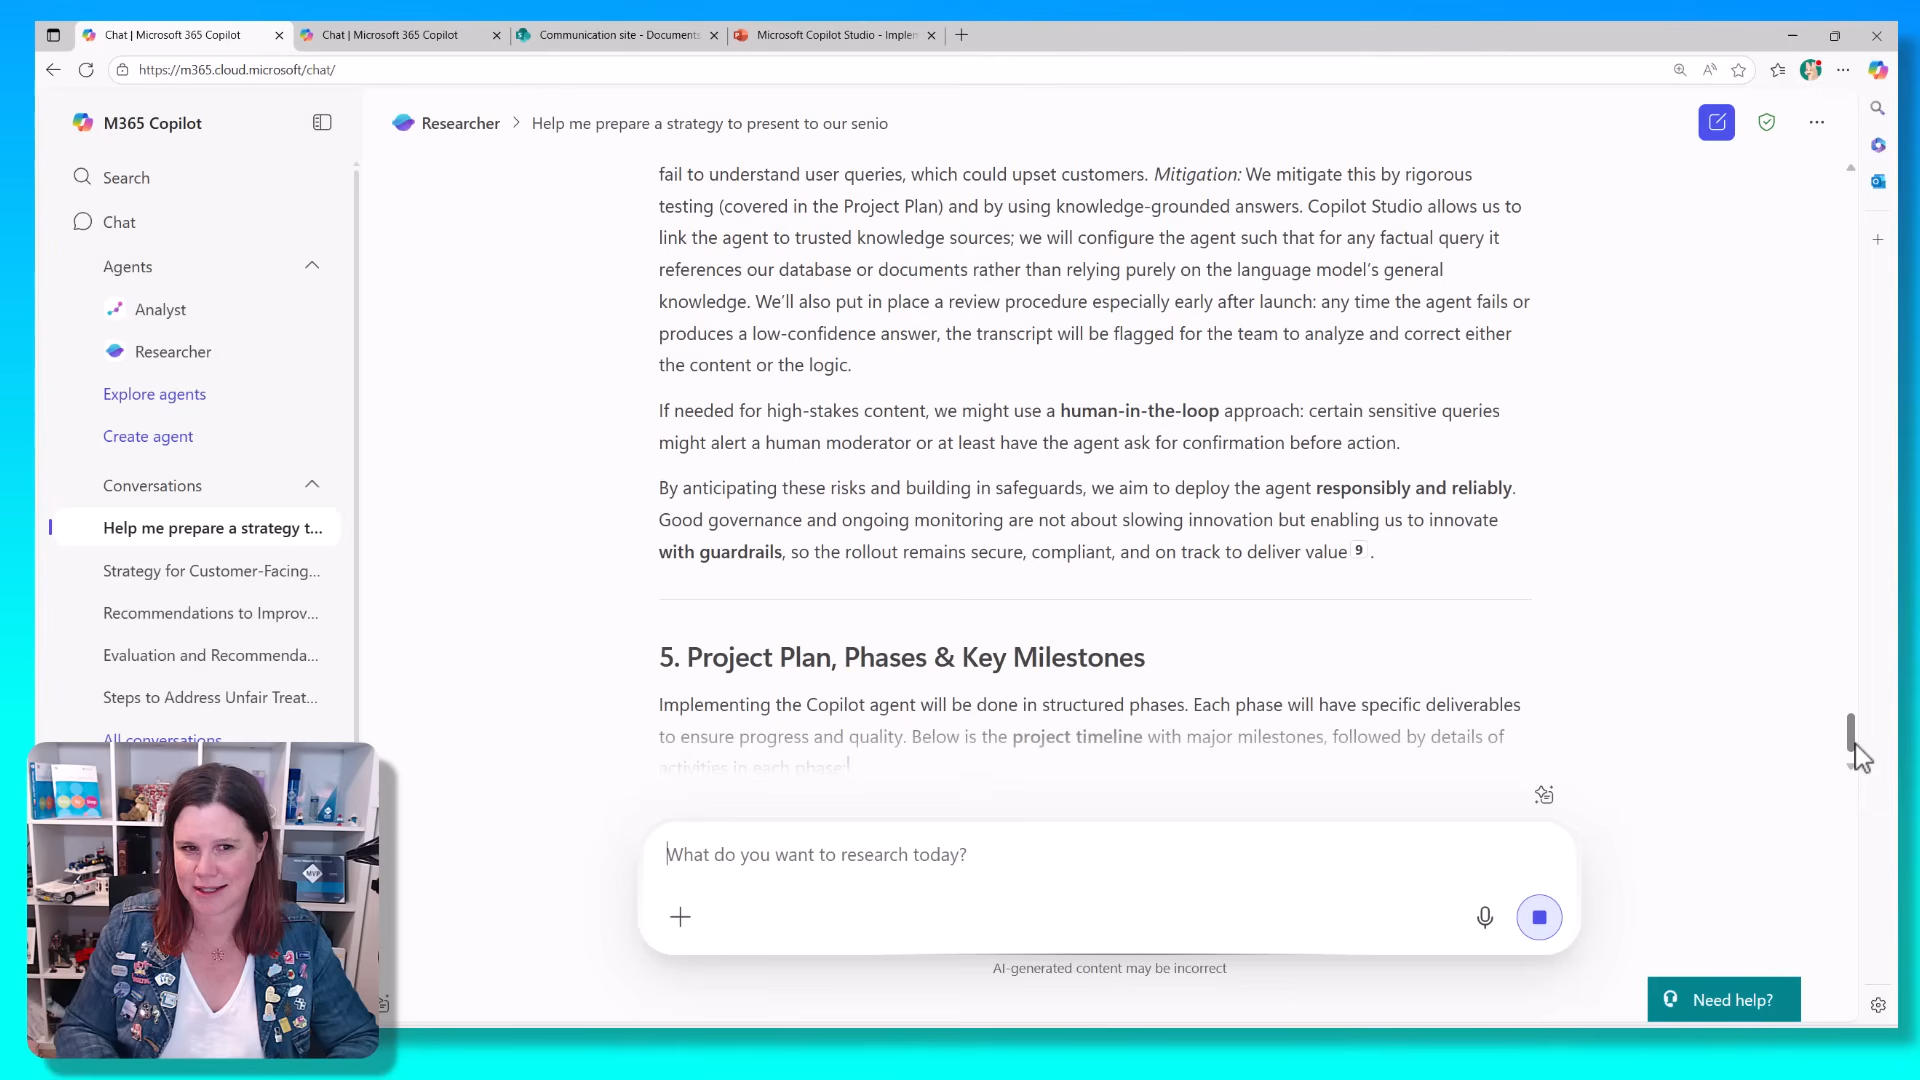 Chat | Microsoft 365 Copilot
Chat | Microsoft 365 Copilot
Communication site - Documents
Microsoft Copilot Studio - Implem
https://m365.cloud.microsoft/chat/
M365 Copilot
Search
Chat
Agents
Analyst
Researcher
Explore agents
Create agent
Conversations
Help me prepare a strategy t...
Strategy for Customer-Facing...
Recommendations to Improv...
Evaluation and Recommenda...
Steps to Address Unfair Treat...
All conversations
Researcher > Help me prepare a strategy to present to our senio
fail to understand user queries, which could upset customers. Mitigation: We mitigate this by rigorous
testing (covered in the Project Plan) and by using knowledge-grounded answers. Copilot Studio allows us to
link the agent to trusted knowledge sources; we will configure the agent such that for any factual query it
references our database or documents rather than relying purely on the language model's general
knowledge. We'll also put in place a review procedure especially early after launch: any time the agent fails or
produces a low-confidence answer, the transcript will be flagged for the team to analyze and correct either
the content or the logic.
If needed for high-stakes content, we might use a human-in-the-loop approach: certain sensitive queries
might alert a human moderator or at least have the agent ask for confirmation before action.
By anticipating these risks and building in safeguards, we aim to deploy the agent responsibly and reliably.
Good governance and ongoing monitoring are not about slowing innovation but enabling us to innovate
with guardrails, so the rollout remains secure, compliant, and on track to deliver value 9 .
5. Project Plan, Phases & Key Milestones
Implementing the Copilot agent will be done in structured phases. Each phase will have specific deliverables
to ensure progress and quality. Below is the project timeline with major milestones, followed by details of
activities in each phase:
What do you want to research today?
AI-generated content may be incorrect
Need help?
MVP